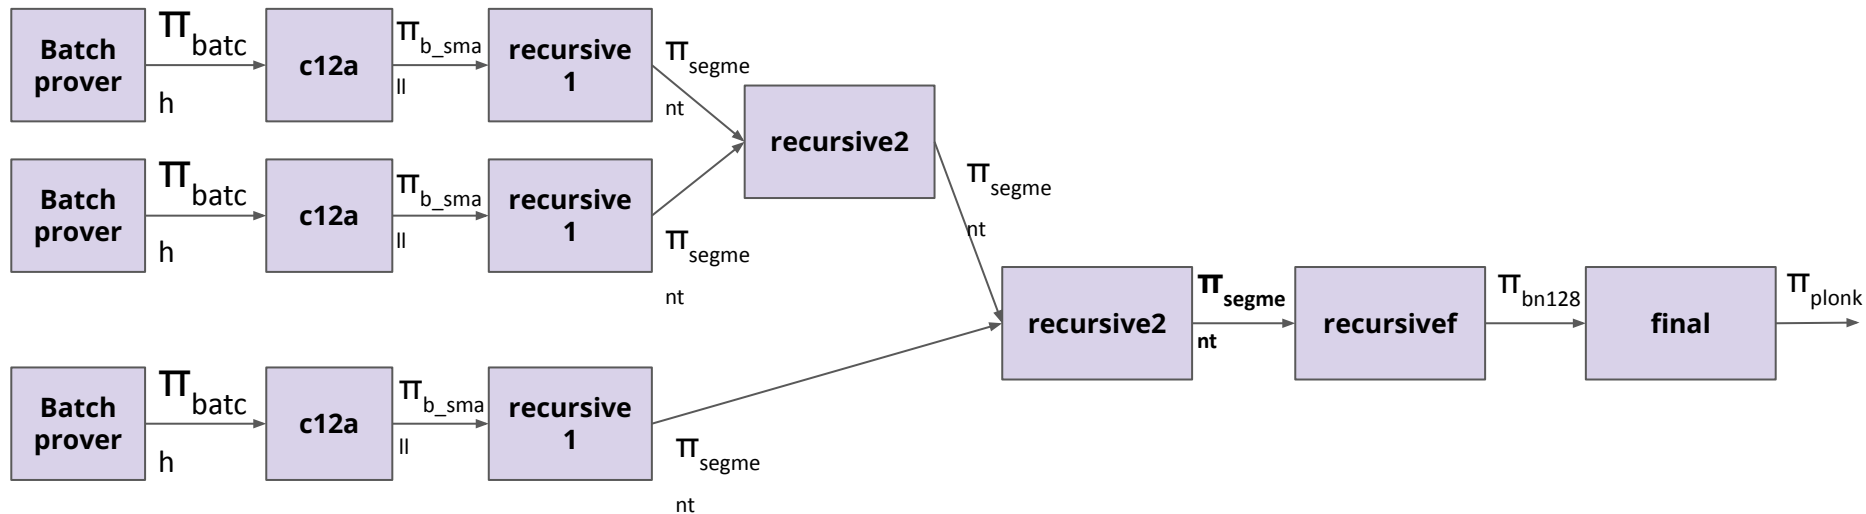 Batch
prover
π batc
h
c12a
π b_sma
ll
recursive
1
π segme
nt
Batch
prover
π batc
h
c12a
π b_sma
ll
recursive
1
π segme
nt
recursive2
π segme
nt
Batch
prover
π batc
h
c12a
π b_sma
ll
recursive
1
π segme
nt
recursive2
π segme
nt
recursivef
π bn128
final
π plonk